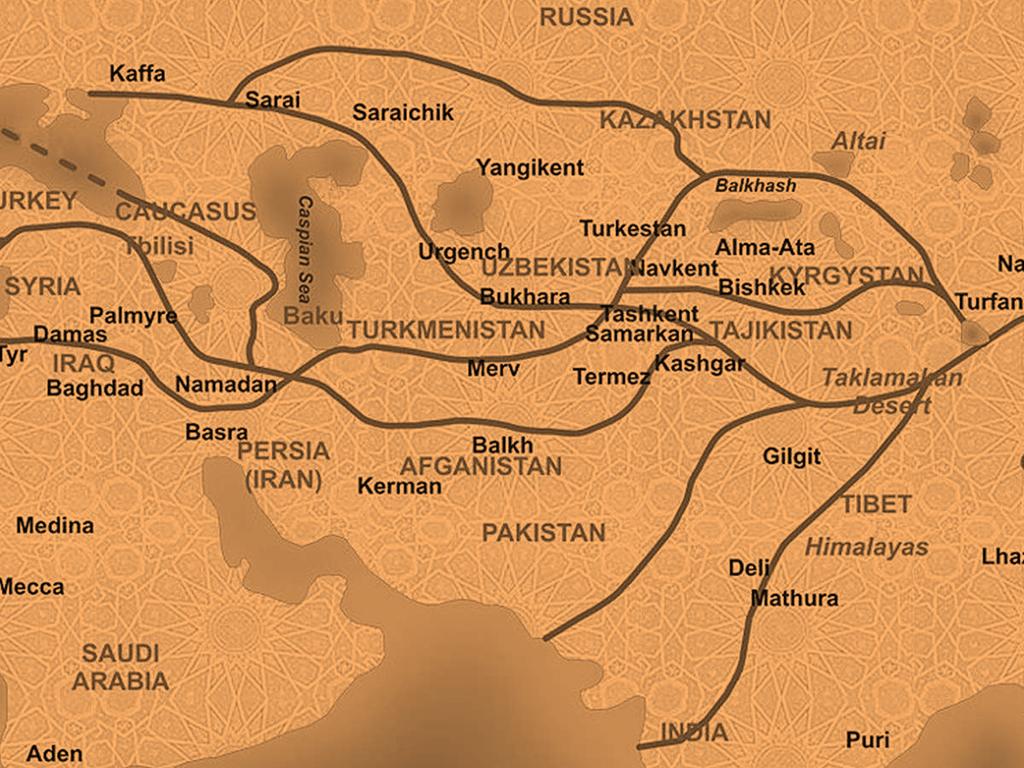 RUSSIA
Kaffa
Sarai
Saraichik
KAZAKHSTAN
Altai
Yangikent
Balkhash
URKEY
CAUCASUS
Caspian Sea
Turkestan
Tbilisi
Alma-Ata
Urgench
UZBEKISTAN
Navkent
KYRGYSTAN
Na
SYRIA
Bishkek
Bukhara
Turfan
Palmyre
Baku
Tashkent
Damas
TURKMENISTAN
Samarkan
TAJIKISTAN
Tyr
IRAQ
Merv
Kashgar
Baghdad
Namadan
Termez
Taklamakan
Desert
Basra
PERSIA
(IRAN)
Balkh
Gilgit
AFGANISTAN
Kerman
TIBET
Medina
PAKISTAN
Himalayas
Lhaz
Deli
Mecca
Mathura
SAUDI
ARABIA
INDIA
Puri
Aden